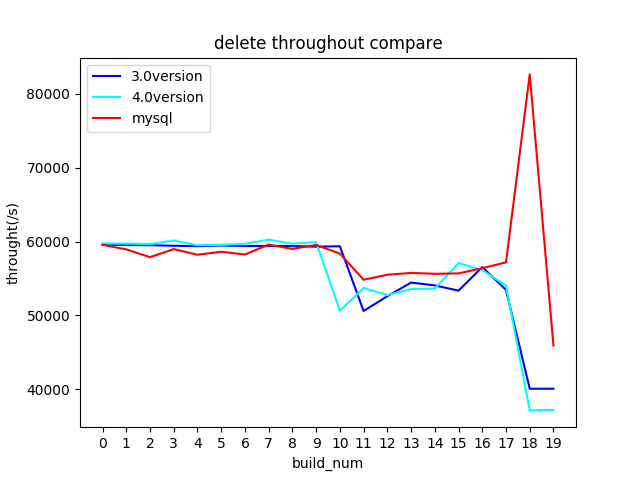 delete throughout compare
3.0version
4.0version
mysql
throught(/s)
80000
70000
60000
50000
40000
0 1 2 3 4 5 6 7 8 9 10 11 12 13 14 15 16 17 18 19
build_num